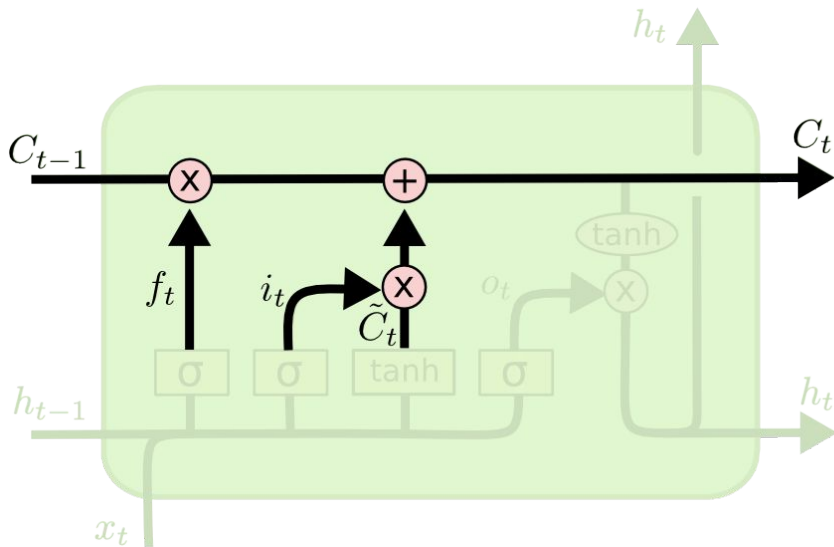 h_t
C_{t-1} × + C_t
tanh
f_t i_t × o_t ×
C̃_t
σ σ tanh σ
h_{t-1} h_t
x_t